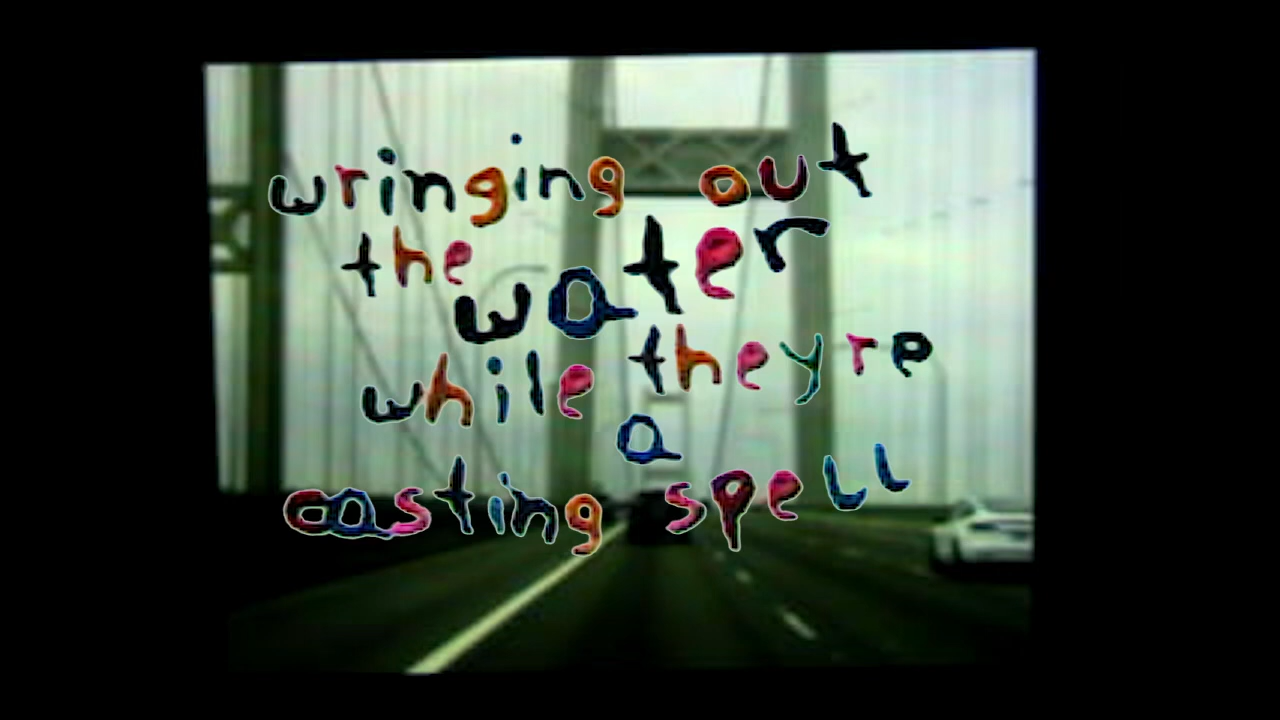 wringing out
the water
while theyre
a
casting spell